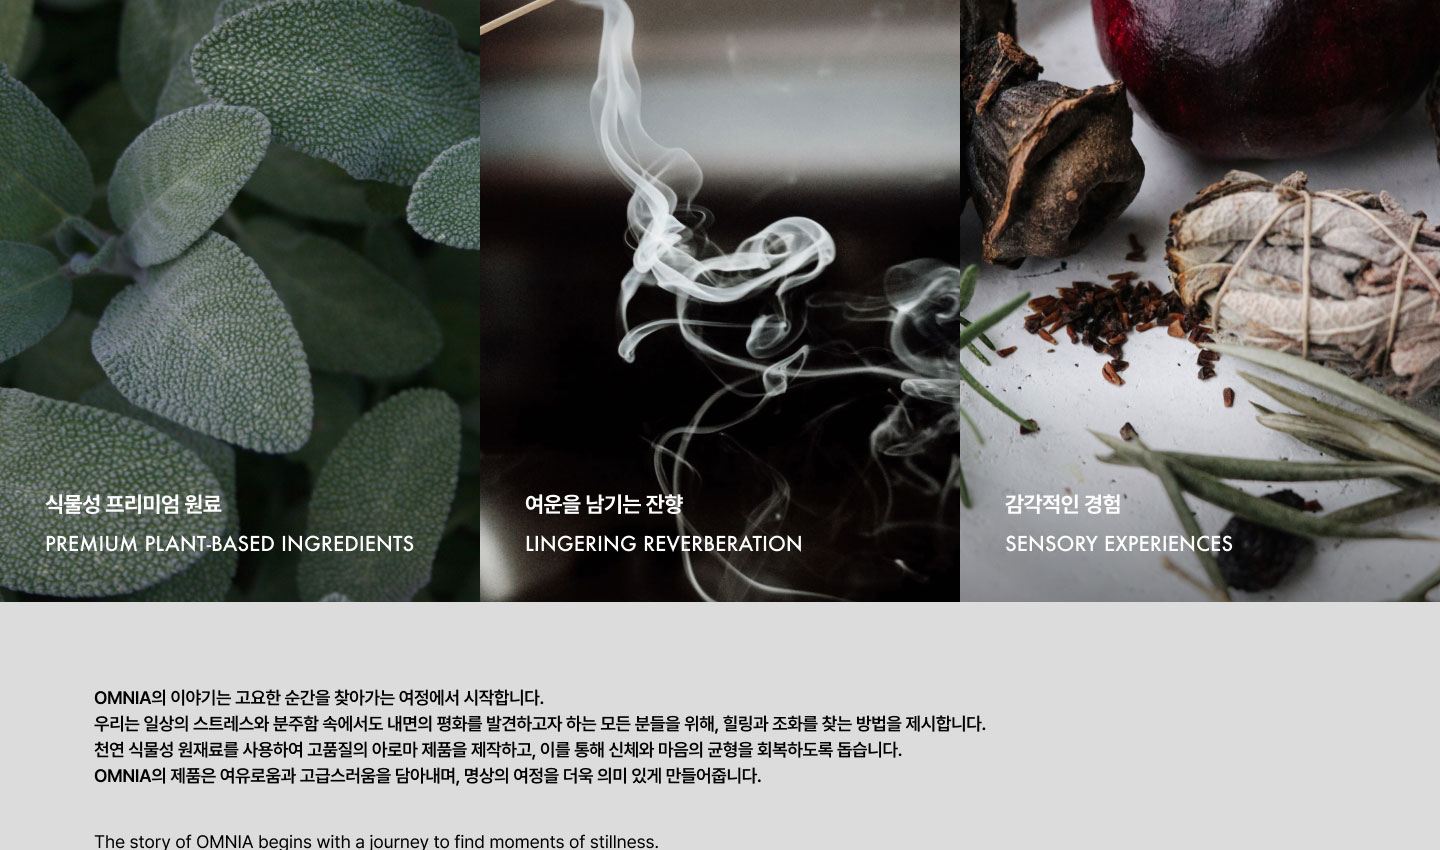 식물성 프리미엄 원료
PREMIUM PLANT-BASED INGREDIENTS
여운을 남기는 잔향
LINGERING REVERBERATION
감각적인 경험
SENSORY EXPERIENCES
OMNIA의 이야기는 고요한 순간을 찾아가는 여정에서 시작합니다.
우리는 일상의 스트레스와 분주함 속에서도 내면의 평화를 발견하고자 하는 모든 분들을 위해, 힐링과 조화를 찾는 방법을 제시합니다.
천연 식물성 원재료를 사용하여 고품질의 아로마 제품을 제작하고, 이를 통해 신체와 마음의 균형을 회복하도록 돕습니다.
OMNIA의 제품은 여유로움과 고급스러움을 담아내며, 명상의 여정을 더욱 의미 있게 만들어줍니다.
The story of OMNIA begins with a journey to find moments of stillness.